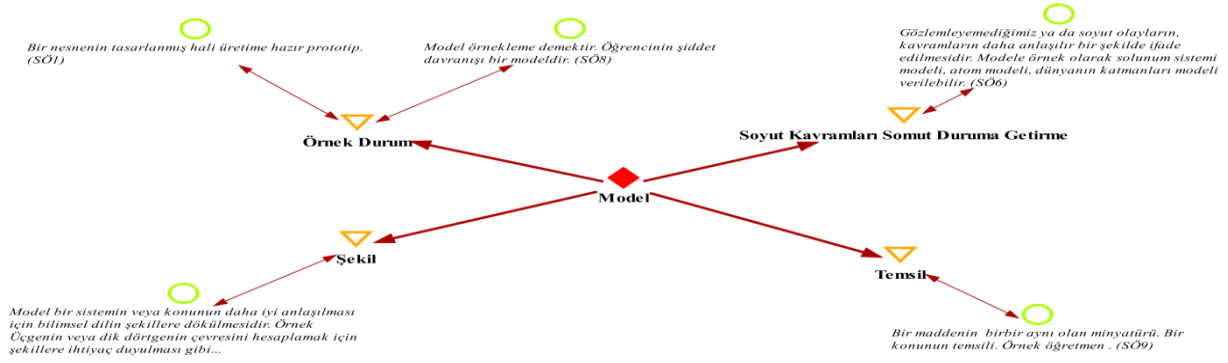 Bir nesnenin tasarlanmış hali üretime hazır prototip.
(SÖ1)
Model örnekleme demektir. Öğrencinin şiddet
davranışı bir modeldir. (SÖ8)
Gözlemleyemediğimiz ya da soyut olayların,
kavramların daha anlaşılır bir şekilde ifade
edilmesidir. Modele örnek olarak solunum sistemi
modeli, atom modeli, dünyanın katmanları modeli
verilebilir. (SÖ6)
Örnek Durum
Soyut Kavramları Somut Duruma Getirme
Model
Şekil
Temsil
Model bir sistemin veya konunun daha iyi anlaşılması
için bilimsel dilin şekillere dökülmesidir. Örnek
Üçgenin veya dik dörtgenin çevresini hesaplamak için
şekillere ihtiyaç duyulması gibi...
Bir maddenin birbir aynı olan minyatürü. Bir
konunun temsili. Örnek öğretmen . (SÖ9)